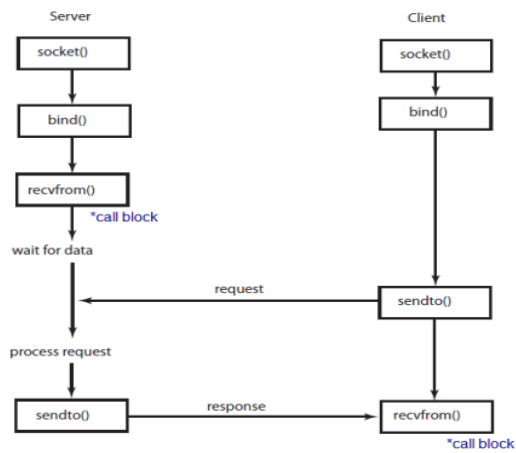 Server
socket()
bind()
recvfrom()
*call block
wait for data
process request
sendto()
request
response
Client
socket()
bind()
sendto()
recvfrom()
*call block